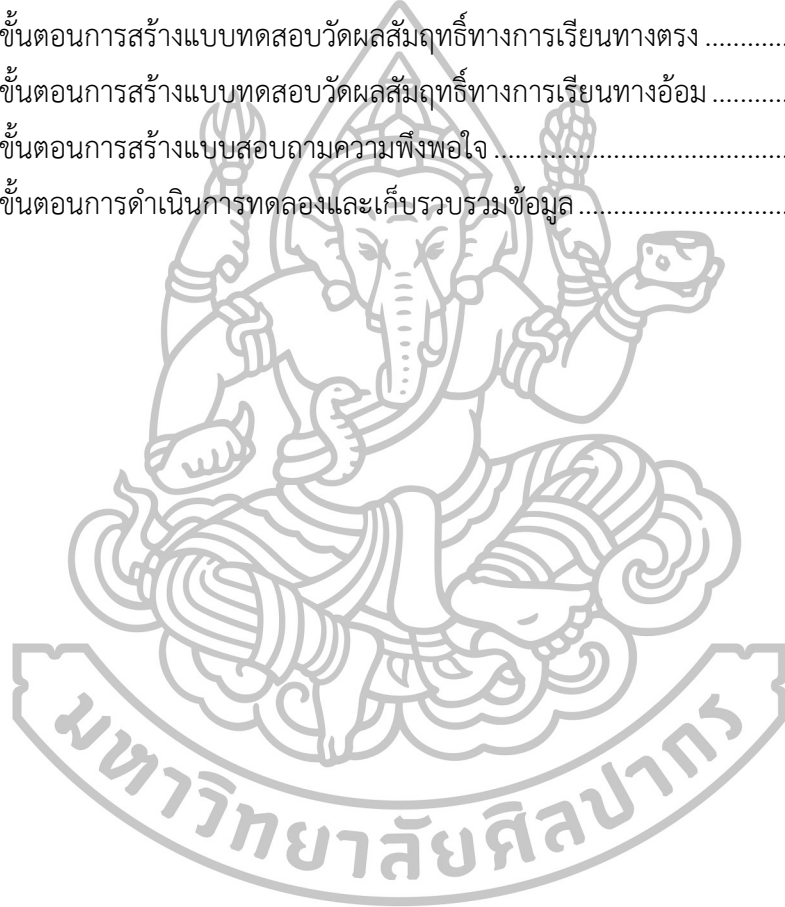 ขั้นตอนการสร้างแบบทดสอบวัดผลสัมฤทธิ์ทางการเรียนทางตรง ............
ขั้นตอนการสร้างแบบทดสอบวัดผลสัมฤทธิ์ทางการเรียนทางอ้อม ...........
ขั้นตอนการสร้างแบบสอบถามความพึงพอใจ ..........................................
ขั้นตอนการดำเนินการทดลองและเก็บรวบรวมข้อมูล ..............................
มหาวิทยาลัยศิลปากร